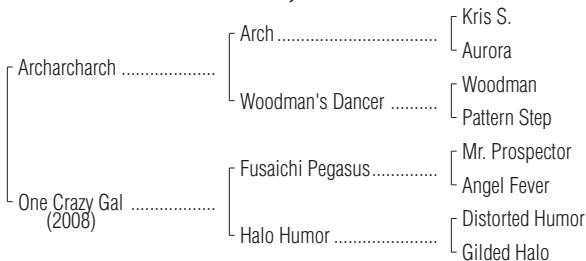 Kris S.
Arch
Aurora
Archarcharch
Woodman
Woodman's Dancer
Pattern Step
Mr. Prospector
Fusaichi Pegasus
Angel Fever
One Crazy Gal
(2008)
Distorted Humor
Halo Humor
Gilded Halo